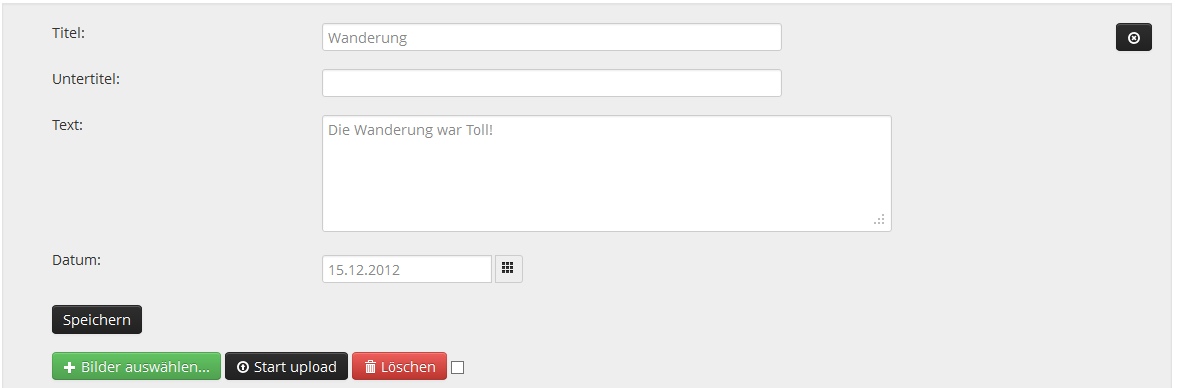 Titel: Wanderung
Untertitel:
Text: Die Wanderung war Toll!
Datum: 15.12.2012
Speichern
Bilder auswählen... Start upload Löschen